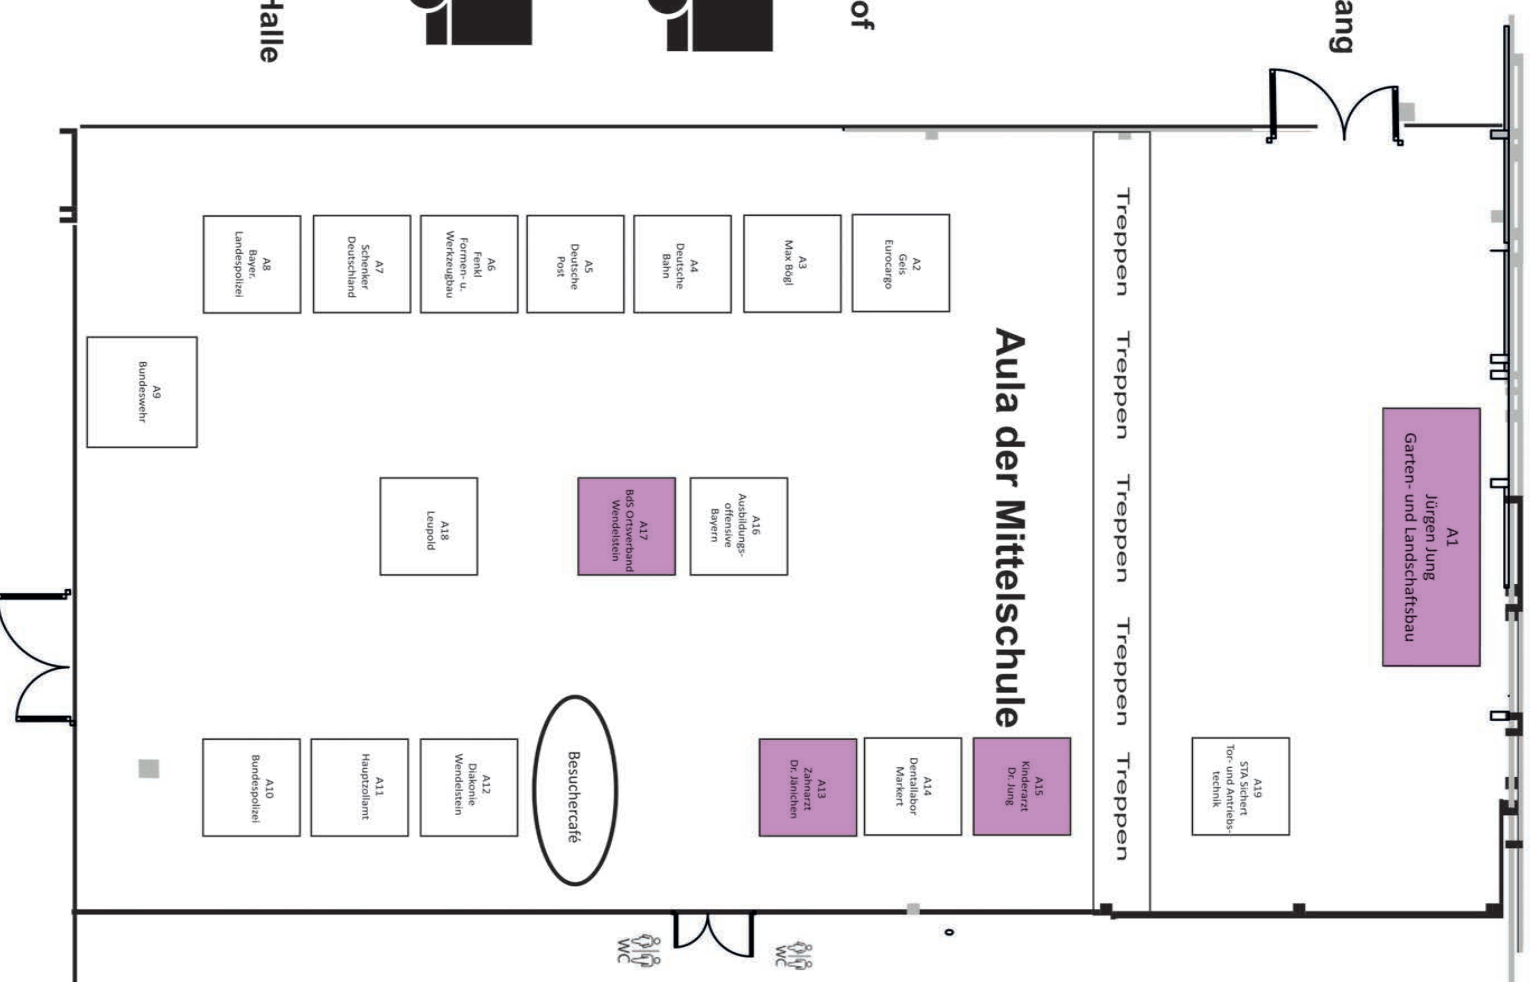 Halle
of
ang
Treppen Treppen Treppen Treppen Treppen
Aula der Mittelschule
A1
Jürgen Jung
Garten- und Landschaftsbau
A2
Geis
Eurocargo
A3
Max Bögl
A4
Deutsche
Bahn
A5
Deutsche
Post
A6
Fenkl
Formen- u.
Werkzeugbau
A7
Schenker
Deutschland
A8
Bayer.
Landespolizei
A9
Bundeswehr
A16
Ausbildungs-
offensive
Bayern
A17
BdS Ortsverband
Wendelstein
A18
Leupold
A19
STA Sichert
Tor- und Antriebs-
technik
A15
Kinderarzt
Dr. Jung
A14
Dentallabor
Markert
A13
Zahnarzt
Dr. Jänichen
Besuchercafé
A12
Diakonie
Wendelstein
A11
Hauptzollamt
A10
Bundespolizei
WC
WC